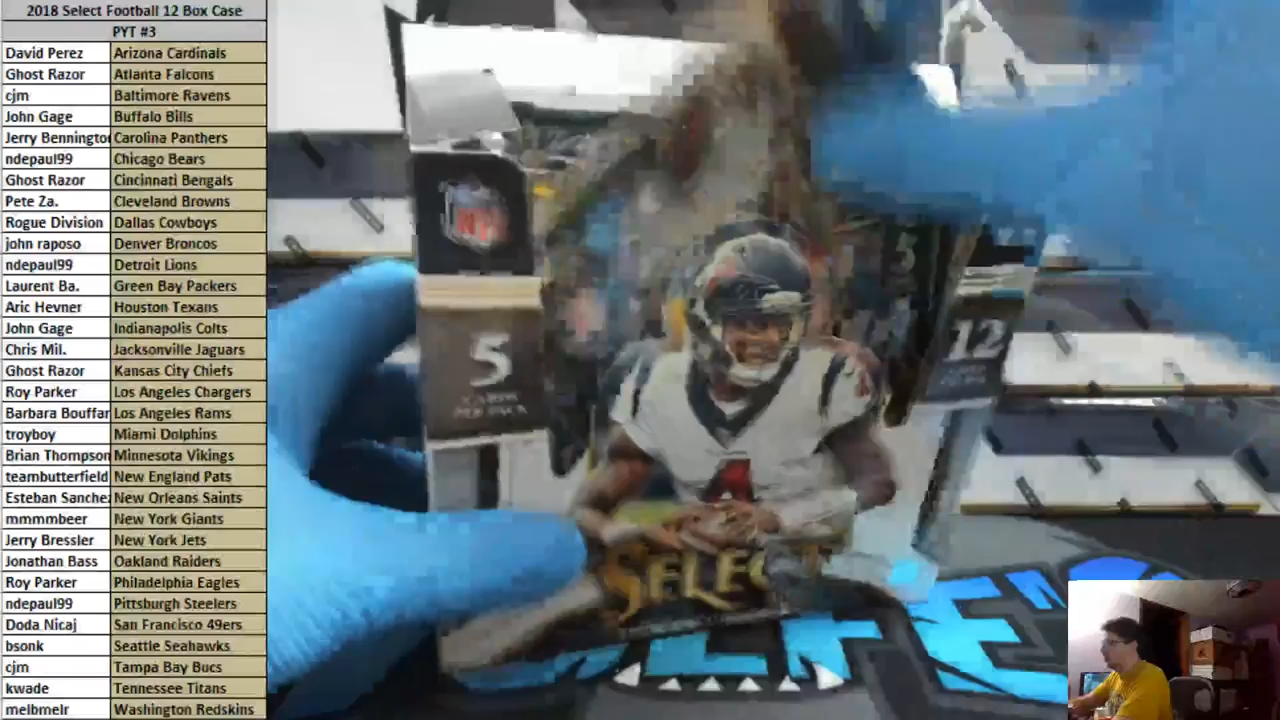 2018 Select Football 12 Box Case
PYT #3
David Perez Arizona Cardinals
Ghost Razor Atlanta Falcons
cjm Baltimore Ravens
John Gage Buffalo Bills
Jerry Benningto Carolina Panthers
ndepaul99 Chicago Bears
Ghost Razor Cincinnati Bengals
Pete Za. Cleveland Browns
Rogue Division Dallas Cowboys
john raposo Denver Broncos
ndepaul99 Detroit Lions
Laurent Ba. Green Bay Packers
Aric Hevner Houston Texans
John Gage Indianapolis Colts
Chris Mil. Jacksonville Jaguars
Ghost Razor Kansas City Chiefs
Roy Parker Los Angeles Chargers
Barbara Bouffar Los Angeles Rams
troyboy Miami Dolphins
Brian Thompson Minnesota Vikings
teambutterfield New England Pats
Esteban Sanchez New Orleans Saints
mmmmbeer New York Giants
Jerry Bressler New York Jets
Jonathan Bass Oakland Raiders
Roy Parker Philadelphia Eagles
ndepaul99 Pittsburgh Steelers
Doda Nicaj San Francisco 49ers
bsonk Seattle Seahawks
cjm Tampa Bay Bucs
kwade Tennessee Titans
melbmelr Washington Redskins
NFL
5
CARDS
PER PACK
12
4
SELECT